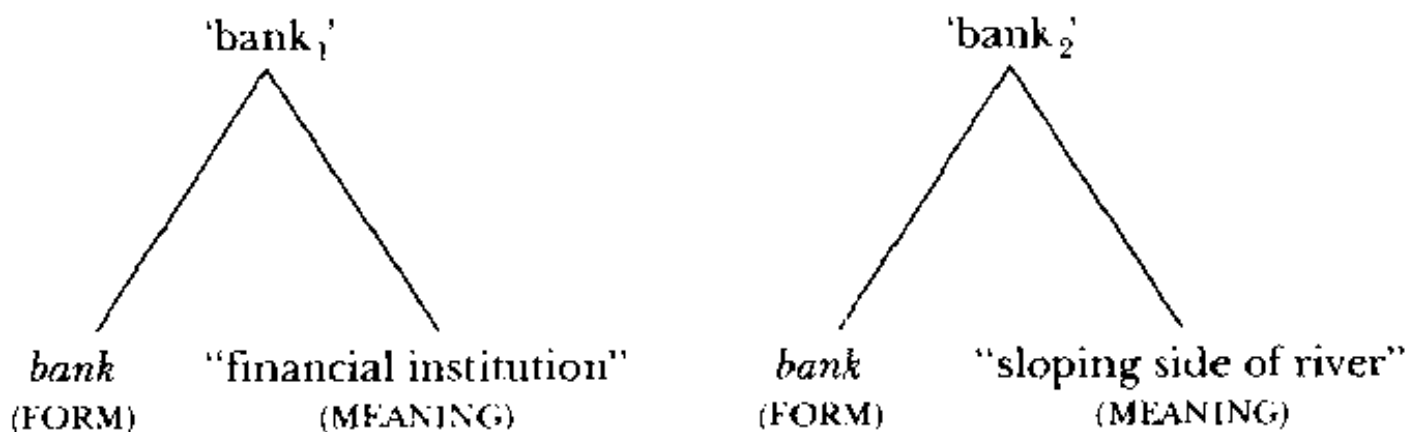 ‘bank₁’ ‘bank₂’
bank “financial institution” bank “sloping side of river”
(FORM) (MEANING) (FORM) (MEANING)